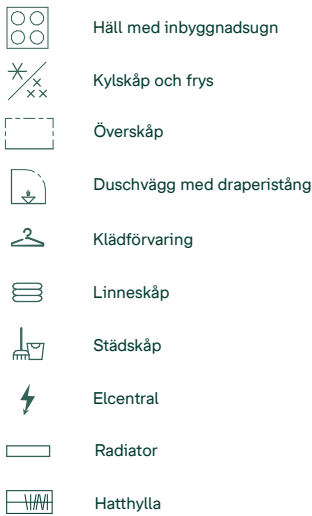 Häll med inbyggnadsugn
Kylskåp och frys
Överskåp
Duschvägg med draperistång
Klädförvaring
Linneskåp
Städskåp
Elcentral
Radiator
Hatthylla